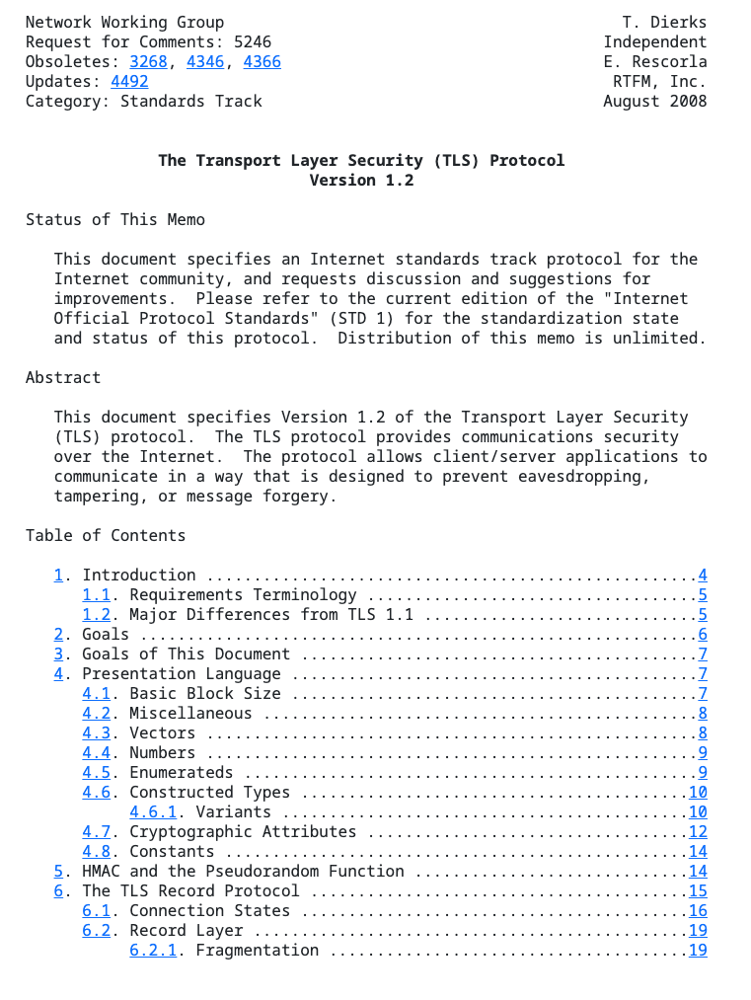 Network Working Group                                          T. Dierks
Request for Comments: 5246                                   Independent
Obsoletes: 3268, 4346, 4366                                  E. Rescorla
Updates: 4492                                                 RTFM, Inc.
Category: Standards Track                                    August 2008

              The Transport Layer Security (TLS) Protocol
                              Version 1.2

Status of This Memo

   This document specifies an Internet standards track protocol for the
   Internet community, and requests discussion and suggestions for
   improvements.  Please refer to the current edition of the "Internet
   Official Protocol Standards" (STD 1) for the standardization state
   and status of this protocol.  Distribution of this memo is unlimited.

Abstract

   This document specifies Version 1.2 of the Transport Layer Security
   (TLS) protocol.  The TLS protocol provides communications security
   over the Internet.  The protocol allows client/server applications to
   communicate in a way that is designed to prevent eavesdropping,
   tampering, or message forgery.

Table of Contents

   1. Introduction ....................................................4
      1.1. Requirements Terminology ...................................5
      1.2. Major Differences from TLS 1.1 .............................5
   2. Goals ...........................................................6
   3. Goals of This Document ..........................................7
   4. Presentation Language ...........................................7
      4.1. Basic Block Size ...........................................7
      4.2. Miscellaneous ..............................................8
      4.3. Vectors ....................................................8
      4.4. Numbers ....................................................9
      4.5. Enumerateds ................................................9
      4.6. Constructed Types .........................................10
           4.6.1. Variants ...........................................10
      4.7. Cryptographic Attributes ..................................12
      4.8. Constants .................................................14
   5. HMAC and the Pseudorandom Function .............................14
   6. The TLS Record Protocol ........................................15
      6.1. Connection States .........................................16
      6.2. Record Layer ..............................................19
           6.2.1. Fragmentation ......................................19